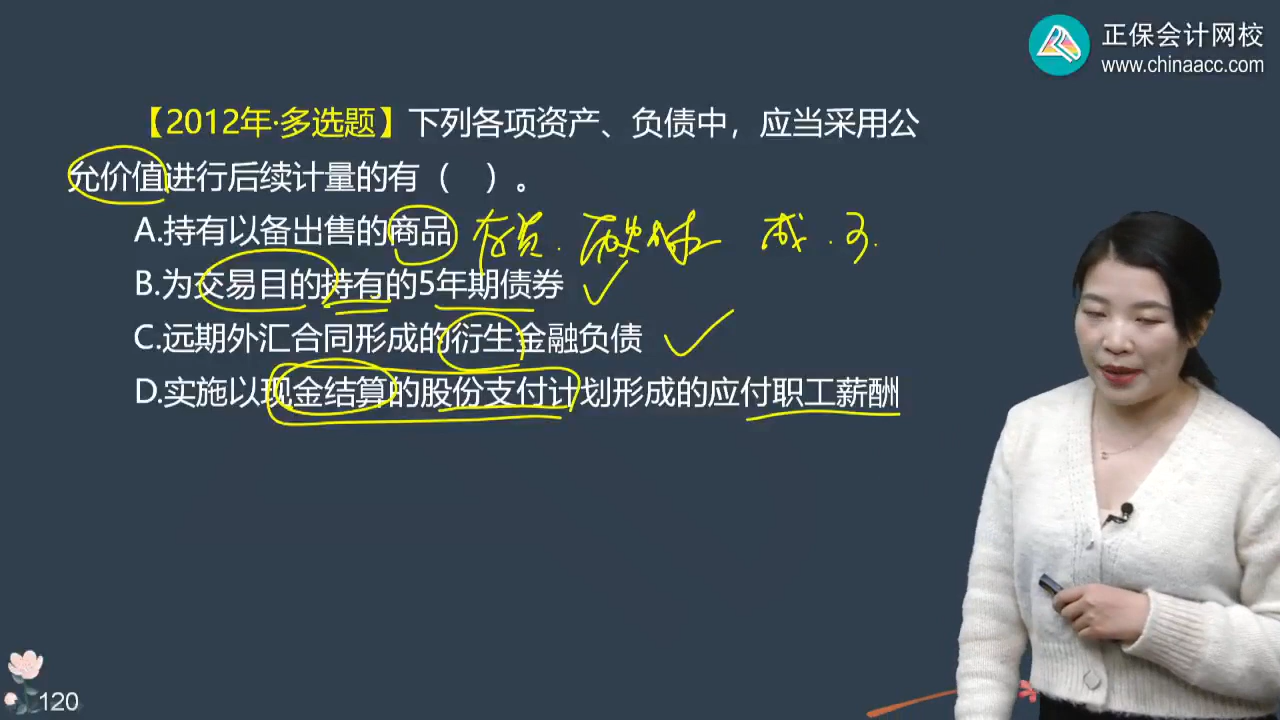 正保会计网校
www.chinaacc.com
【2012年·多选题】下列各项资产、负债中，应当采用公
允价值进行后续计量的有（ ）。
A.持有以备出售的商品 存货. 成.可.
B.为交易目的持有的5年期债券
C.远期外汇合同形成的衍生金融负债
D.实施以现金结算的股份支付计划形成的应付职工薪酬
120